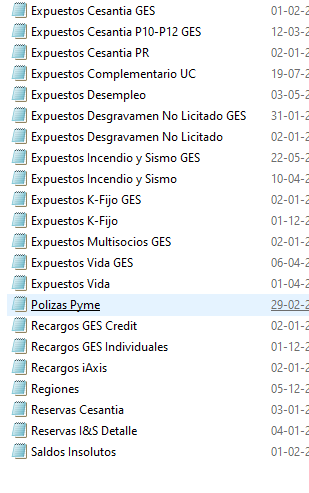 Expuestos Cesantia GES 01-02-2
Expuestos Cesantia P10-P12 GES 12-03-2
Expuestos Cesantia PR 02-01-2
Expuestos Complementario UC 19-07-2
Expuestos Desempleo 03-05-2
Expuestos Desgravamen No Licitado GES 31-01-2
Expuestos Desgravamen No Licitado 02-01-2
Expuestos Incendio y Sismo GES 22-05-2
Expuestos Incendio y Sismo 10-04-2
Expuestos K-Fijo GES 02-01-2
Expuestos K-Fijo 01-12-2
Expuestos Multisocios GES 02-01-2
Expuestos Vida GES 06-04-2
Expuestos Vida 01-04-2
Polizas Pyme 29-02-2
Recargos GES Credit 02-01-2
Recargos GES Individuales 01-12-2
Recargos iAxis 02-01-2
Regiones 05-12-2
Reservas Cesantia 03-01-2
Reservas I&S Detalle 04-01-2
Saldos Insolutos 01-02-2